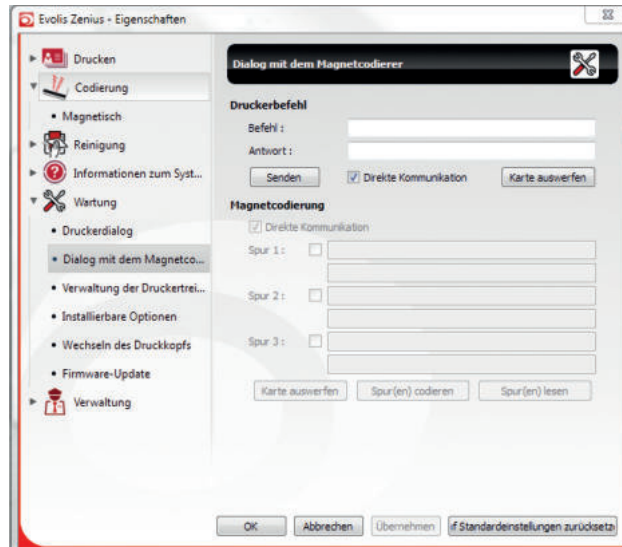 Evolis Zenius - Eigenschaften
Drucken
Codierung
Magnetisch
Reinigung
Informationen zum Syst...
Wartung
Druckerdialog
Dialog mit dem Magnetco...
Verwaltung der Druckertrei...
Installierbare Optionen
Wechseln des Druckkopfs
Firmware-Update
Verwaltung
Dialog mit dem Magnetcodierer
Druckerbefehl
Befehl :
Antwort :
Senden
Direkte Kommunikation
Karte auswerfen
Magnetcodierung
Direkte Kommunikation
Spur 1 :
Spur 2 :
Spur 3 :
Karte auswerfen
Spur(en) codieren
Spur(en) lesen
OK
Abbrechen
Übernehmen
f Standardeinstellungen zurücksetze